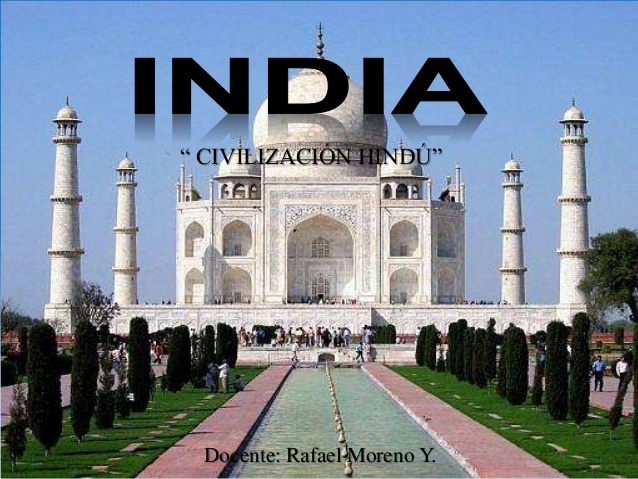 INDIA
“ CIVILIZACIÓN HINDÚ”
Docente: Rafael Moreno Y.